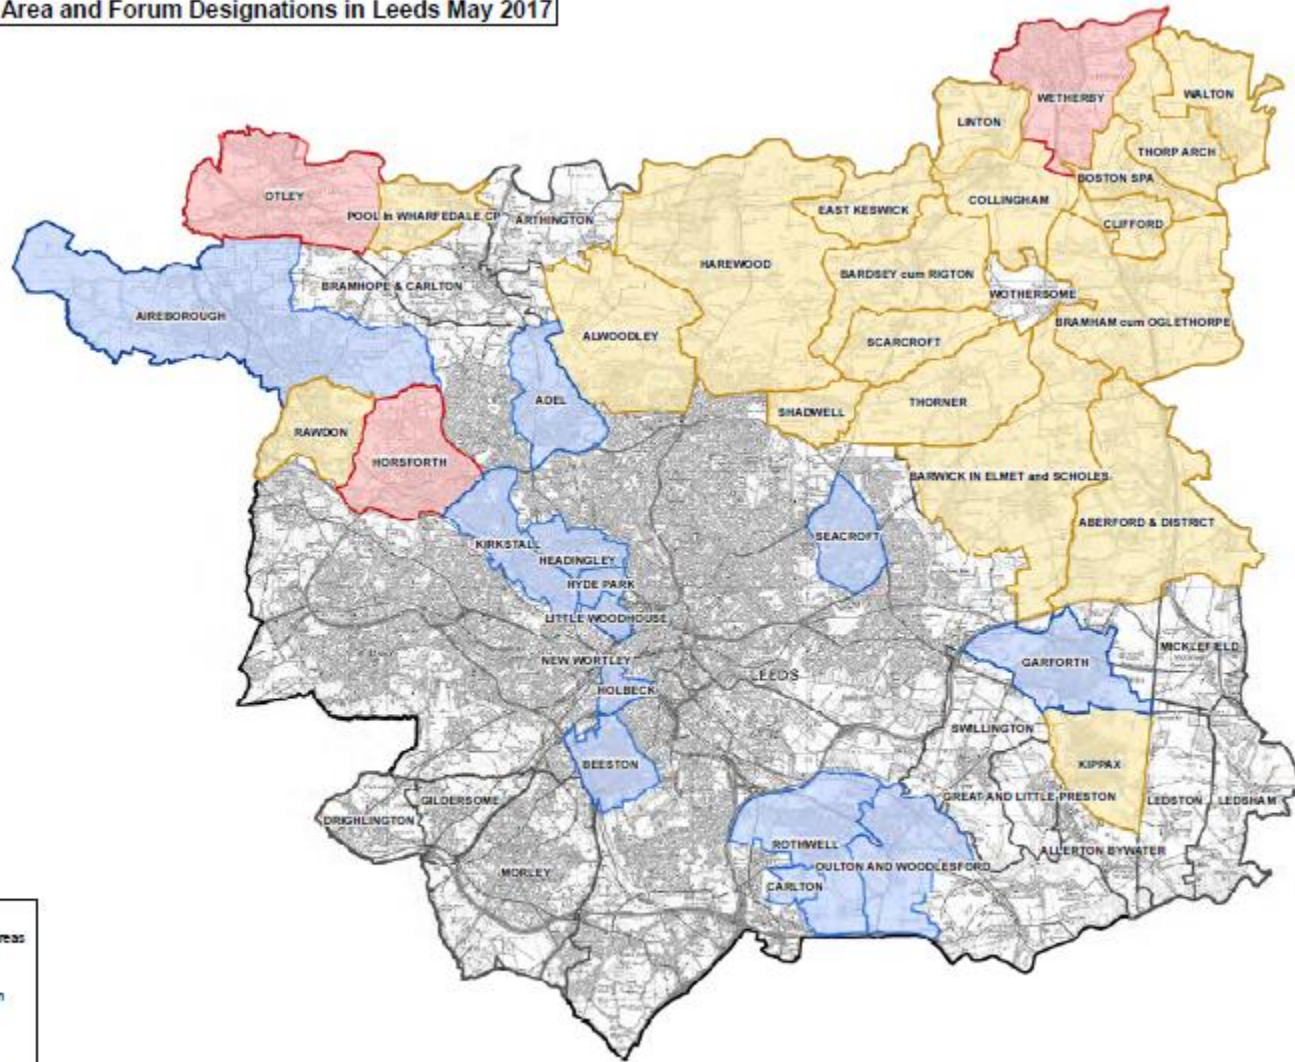 Area and Forum Designations in Leeds May 2017
WETHERBY
WALTON
LINTON
THORP ARCH
BOSTON SPA
OTLEY
COLLINGHAM
POOL In WHARFEDALE CP
ARTHINGTON
EAST KESWICK
CLIFFORD
HAREWOOD
BARDSEY cum RIGTON
BRAMHOPE & CARLTON
WOTHERSOME
AIREBOROUGH
BRAMHAM cum OGLETHORPE
ALWOODLEY
SCARCROFT
ADEL
THORNER
SHADWELL
RAWDON
HORSFORTH
BARWICK IN ELMET and SCHOLES
ABERFORD & DISTRICT
SEACROFT
KIRKSTALL
HEADINGLEY
HYDE PARK
LITTLE WOODHOUSE
MICKLEFIELD
NEW WORTLEY
GARFORTH
LEEDS
HOLBECK
SWILLINGTON
BEESTON
KIPPAX
GREAT AND LITTLE PRESTON
LEDSTON
LEDSHAM
GILDERSOME
DRIGHLINGTON
ROTHWELL
ALLERTON BYWATER
OULTON AND WOODLESFORD
MORLEY
CARLTON
reas